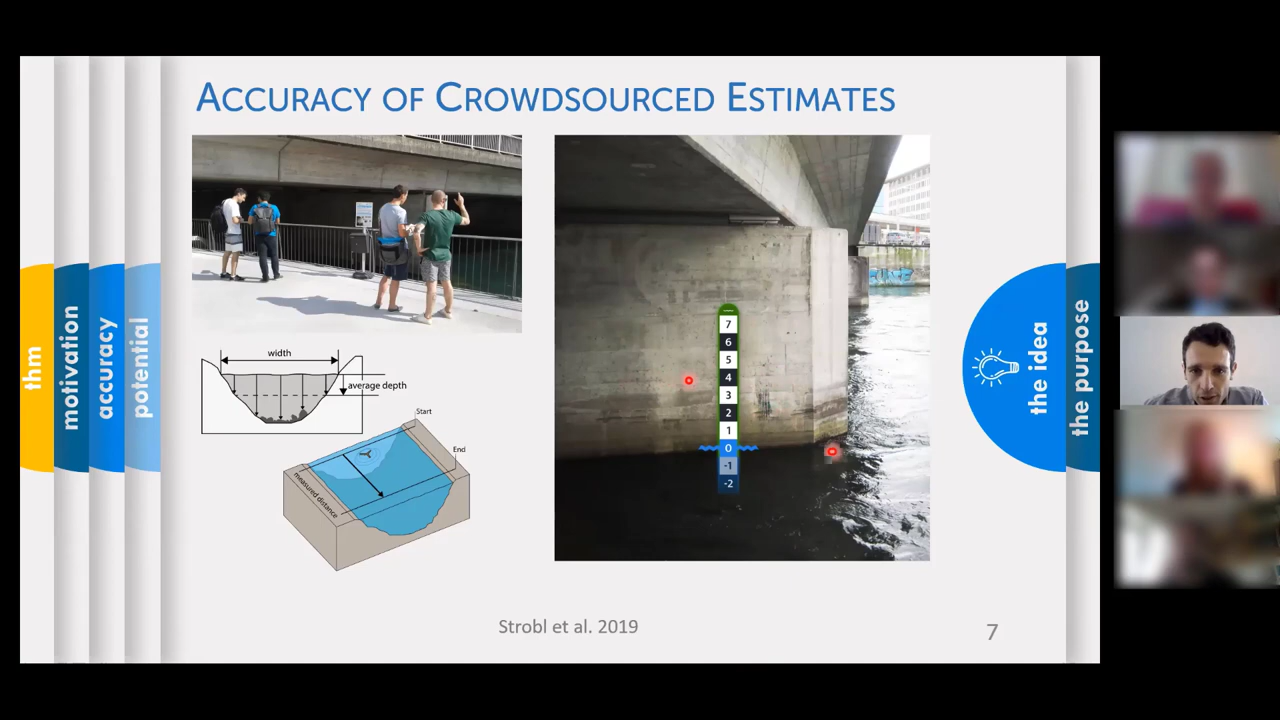 ACCURACY OF CROWDSOURCED ESTIMATES
thm
motivation
accuracy
potential
width
average depth
Start
End
measured distance
7
6
5
4
3
2
1
0
-1
-2
the idea
the purpose
Strobl et al. 2019
7